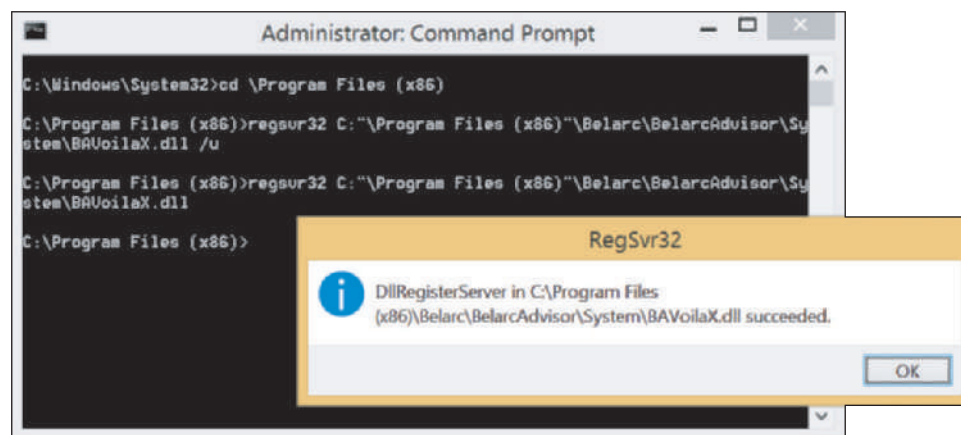 Administrator: Command Prompt
C:\Windows\System32>cd \Program Files (x86)
C:\Program Files (x86)>regsvr32 C:"\Program Files (x86)"\Belarc\BelarcAdvisor\Sy
stem\BAVoilaX.dll /u
C:\Program Files (x86)>regsvr32 C:"\Program Files (x86)"\Belarc\BelarcAdvisor\Sy
stem\BAVoilaX.dll
C:\Program Files (x86)>
RegSvr32
DllRegisterServer in C:\Program Files
(x86)\Belarc\BelarcAdvisor\System\BAVoilaX.dll succeeded.
OK